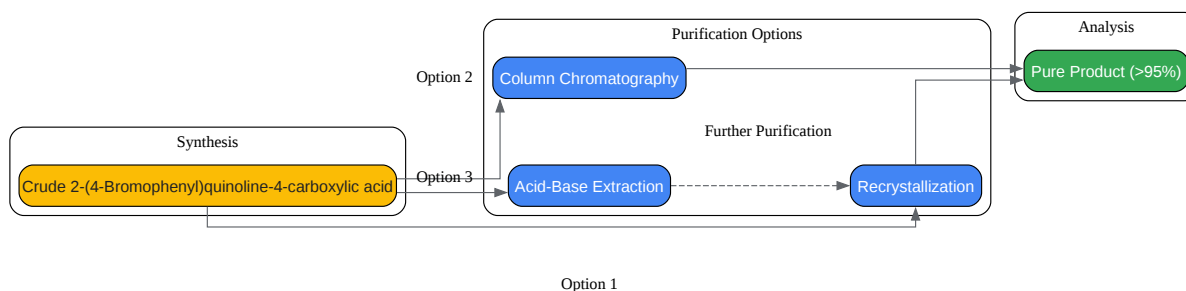 Analysis
Purification Options
Pure Product (>95%)
Option 2
Column Chromatography
Synthesis
Further Purification
Crude 2-(4-Bromophenyl)quinoline-4-carboxylic acid
Option 3
Acid-Base Extraction
Recrystallization
Option 1